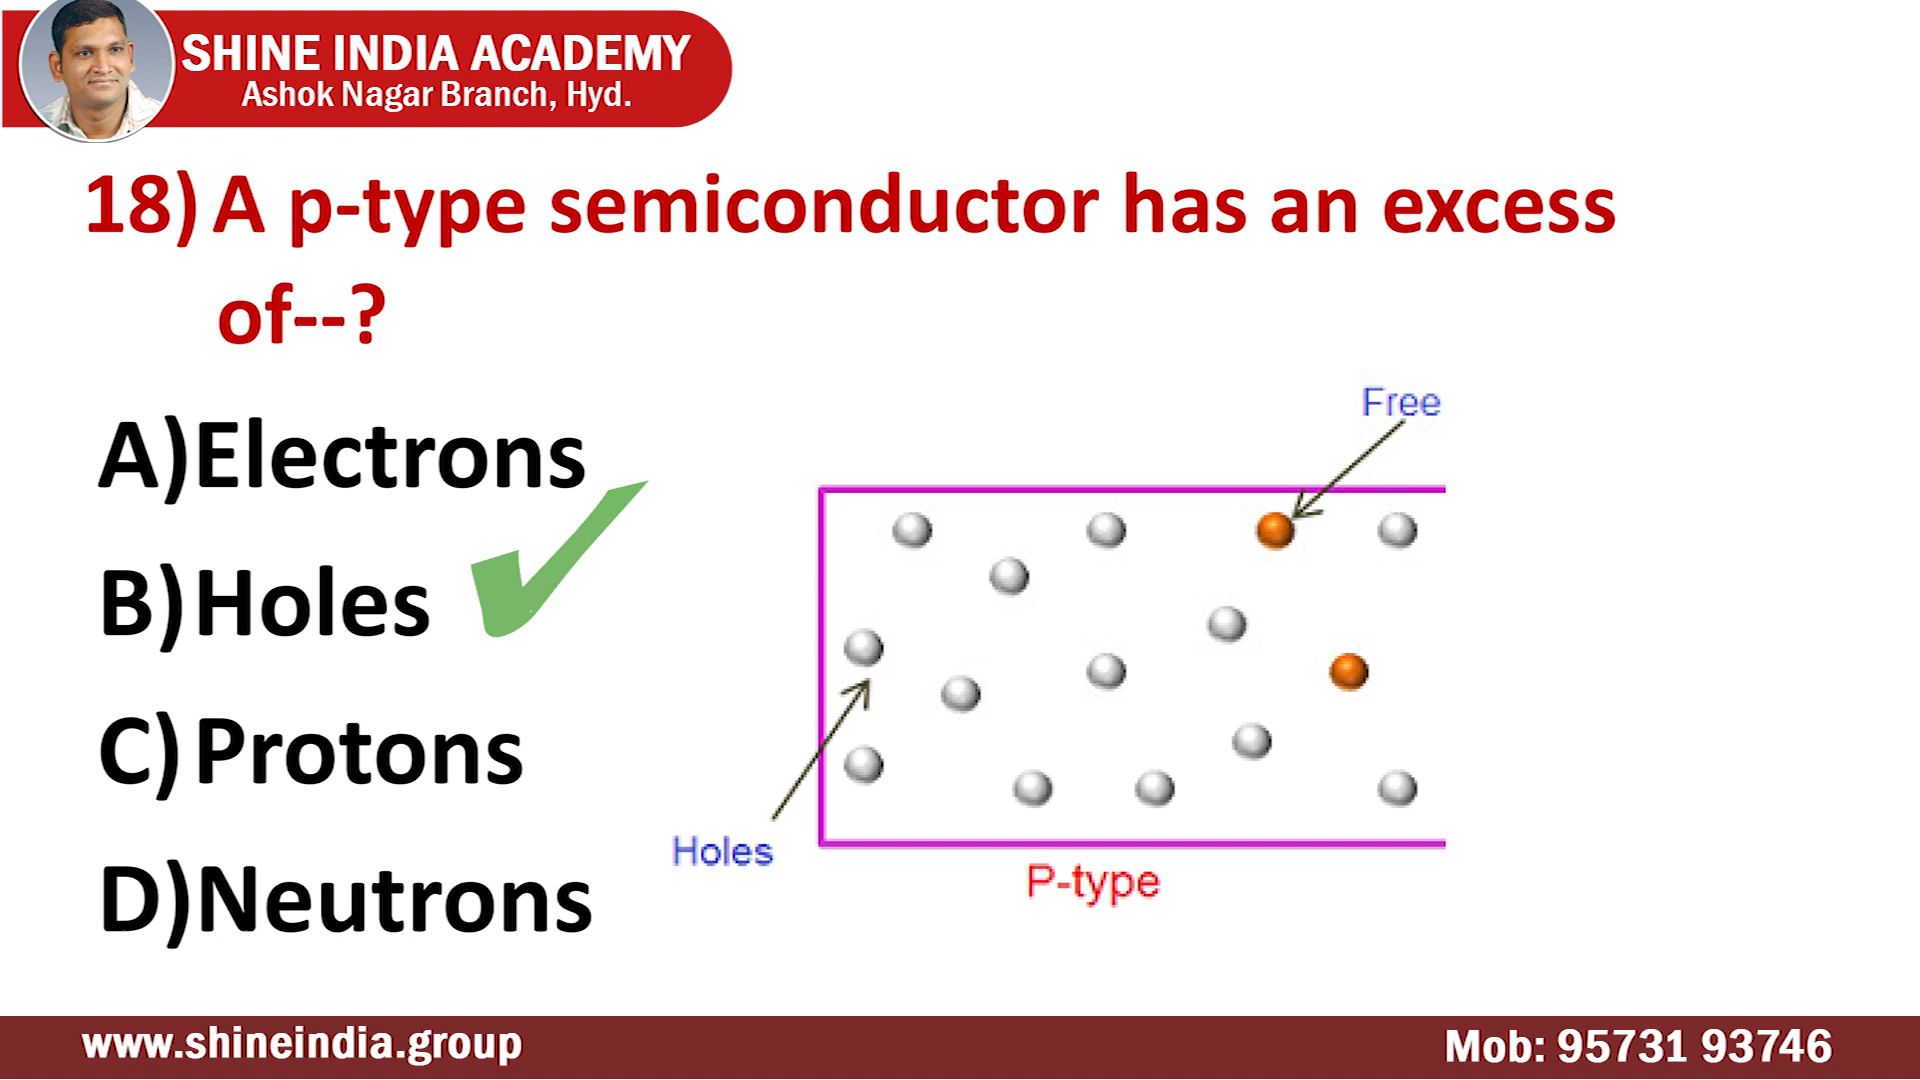 SHINE INDIA ACADEMY
Ashok Nagar Branch, Hyd.
18) A p-type semiconductor has an excess
of--?
A)Electrons
B)Holes
C)Protons
D)Neutrons
Free
Holes
P-type
www.shineindia.group
Mob: 95731 93746